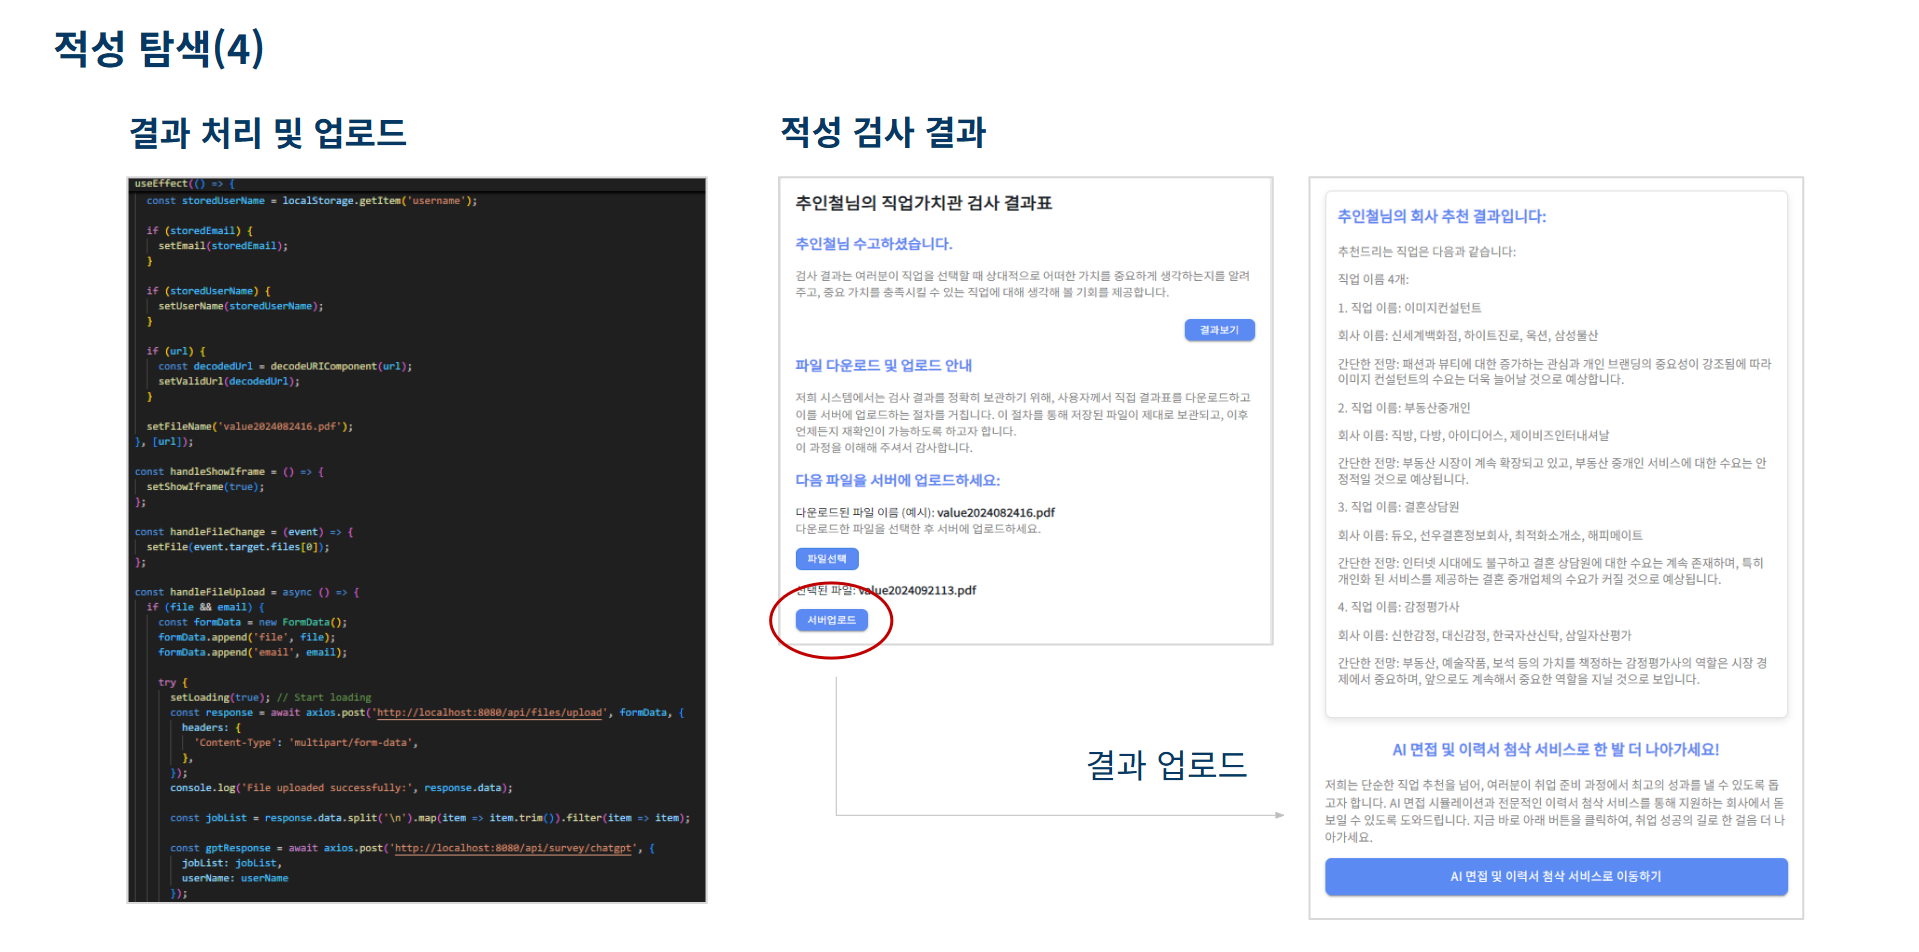 적성 탐색(4)
결과 처리 및 업로드
useEffect(() => {
const storedUserName = localStorage.getItem('username');
if (storedEmail) {
setEmail(storedEmail);
}
if (storedUserName) {
setUserName(storedUserName);
}
if (url) {
const decodedUrl = decodeURIComponent(url);
setValidUrl(decodedUrl);
}
setFileName('value2024082416.pdf');
}, [url]);
const handleShowIframe = () => {
setShowIframe(true);
};
const handleFileChange = (event) => {
setFile(event.target.files[0]);
};
const handleFileUpload = async () => {
if (file && email) {
const formData = new FormData();
formData.append('file', file);
formData.append('email', email);
try {
setLoading(true); // Start loading
const response = await axios.post('http://localhost:8080/api/files/upload', formData, {
headers: {
'Content-Type': 'multipart/form-data',
},
});
console.log('File uploaded successfully:', response.data);
const jobList = response.data.split('\n').map(item => item.trim()).filter(item => item);
const gptResponse = await axios.post('http://localhost:8080/api/survey/chatgpt', {
jobList: jobList,
userName: userName
});
적성 검사 결과
추인철님의 직업가치관 검사 결과표
추인철님 수고하셨습니다.
검사 결과는 여러분이 직업을 선택할 때 상대적으로 어떠한 가치를 중요하게 생각하는지를 알려
주고, 중요 가치를 충족시킬 수 있는 직업에 대해 생각해 볼 기회를 제공합니다.
결과보기
파일 다운로드 및 업로드 안내
저희 시스템에서는 검사 결과를 정확히 보관하기 위해, 사용자께서 직접 결과표를 다운로드하고
이를 서버에 업로드하는 절차를 거칩니다. 이 절차를 통해 저장된 파일이 제대로 보관되고, 이후
언제든지 재확인이 가능하도록 하고자 합니다.
이 과정을 이해해 주셔서 감사합니다.
다음 파일을 서버에 업로드하세요:
다운로드된 파일 이름 (예시): value2024082416.pdf
다운로드한 파일을 선택한 후 서버에 업로드하세요.
파일선택
선택된 파일: value2024092113.pdf
서버업로드
결과 업로드
추인철님의 회사 추천 결과입니다:
추천드리는 직업은 다음과 같습니다:
직업 이름 4개:
1. 직업 이름: 이미지컨설턴트
회사 이름: 신세계백화점, 하이트진로, 옥션, 삼성물산
간단한 전망: 패션과 뷰티에 대한 증가하는 관심과 개인 브랜딩의 중요성이 강조됨에 따라
이미지 컨설턴트의 수요는 더욱 늘어날 것으로 예상합니다.
2. 직업 이름: 부동산중개인
회사 이름: 직방, 다방, 아이디어스, 제이비즈인터내셔날
간단한 전망: 부동산 시장이 계속 확장되고 있고, 부동산 중개인 서비스에 대한 수요는 안
정적일 것으로 예상됩니다.
3. 직업 이름: 결혼상담원
회사 이름: 듀오, 선우결혼정보회사, 최적화소개소, 해피메이트
간단한 전망: 인터넷 시대에도 불구하고 결혼 상담원에 대한 수요는 계속 존재하며, 특히
개인화 된 서비스를 제공하는 결혼 중개업체의 수요가 커질 것으로 예상됩니다.
4. 직업 이름: 감정평가사
회사 이름: 신한감정, 대신감정, 한국자산신탁, 삼일자산평가
간단한 전망: 부동산, 예술작품, 보석 등의 가치를 책정하는 감정평가사의 역할은 시장 경
제에서 중요하며, 앞으로도 계속해서 중요한 역할을 지닐 것으로 보입니다.
AI 면접 및 이력서 첨삭 서비스로 한 발 더 나아가세요!
저희는 단순한 직업 추천을 넘어, 여러분이 취업 준비 과정에서 최고의 성과를 낼 수 있도록 돕
고자 합니다. AI 면접 시뮬레이션과 전문적인 이력서 첨삭 서비스를 통해 지원하는 회사에서 돋
보일 수 있도록 도와드립니다. 지금 바로 아래 버튼을 클릭하여, 취업 성공의 길로 한 걸음 더 나
아가세요.
AI 면접 및 이력서 첨삭 서비스로 이동하기